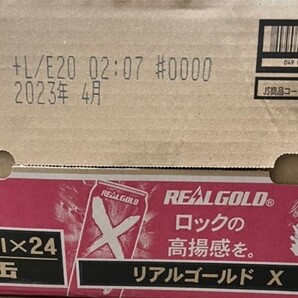 +L/E20 02:07 #0000
2023年 4月
049
JS商品コー
REALGOLD®
ロックの
高揚感を。
X
l×24
缶
リアルゴールド X